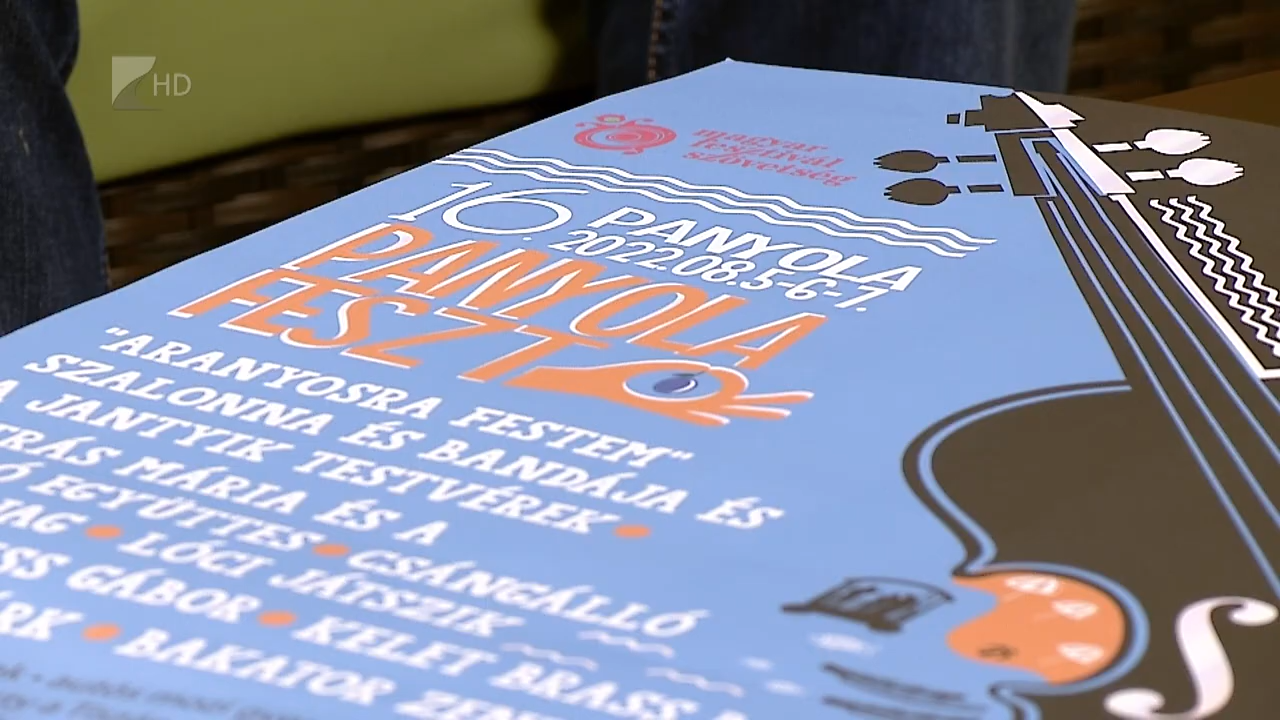 HD
magyar
fesztivál
szövetség
16. PANYOLA
2022.08.5-6-7.
PANYOLA
FESZT
"ARANYOSRA FESTEM"
SZALONNA ÉS BANDÁJA ÉS
A JANTYIK TESTVÉREK •
MÁRIA ÉS A
EGYÜTTES • CSÁNGÁLLÓ
• LÓCI JÁTSZIK
GÁBOR • KELET BRASS
• BAKATOR